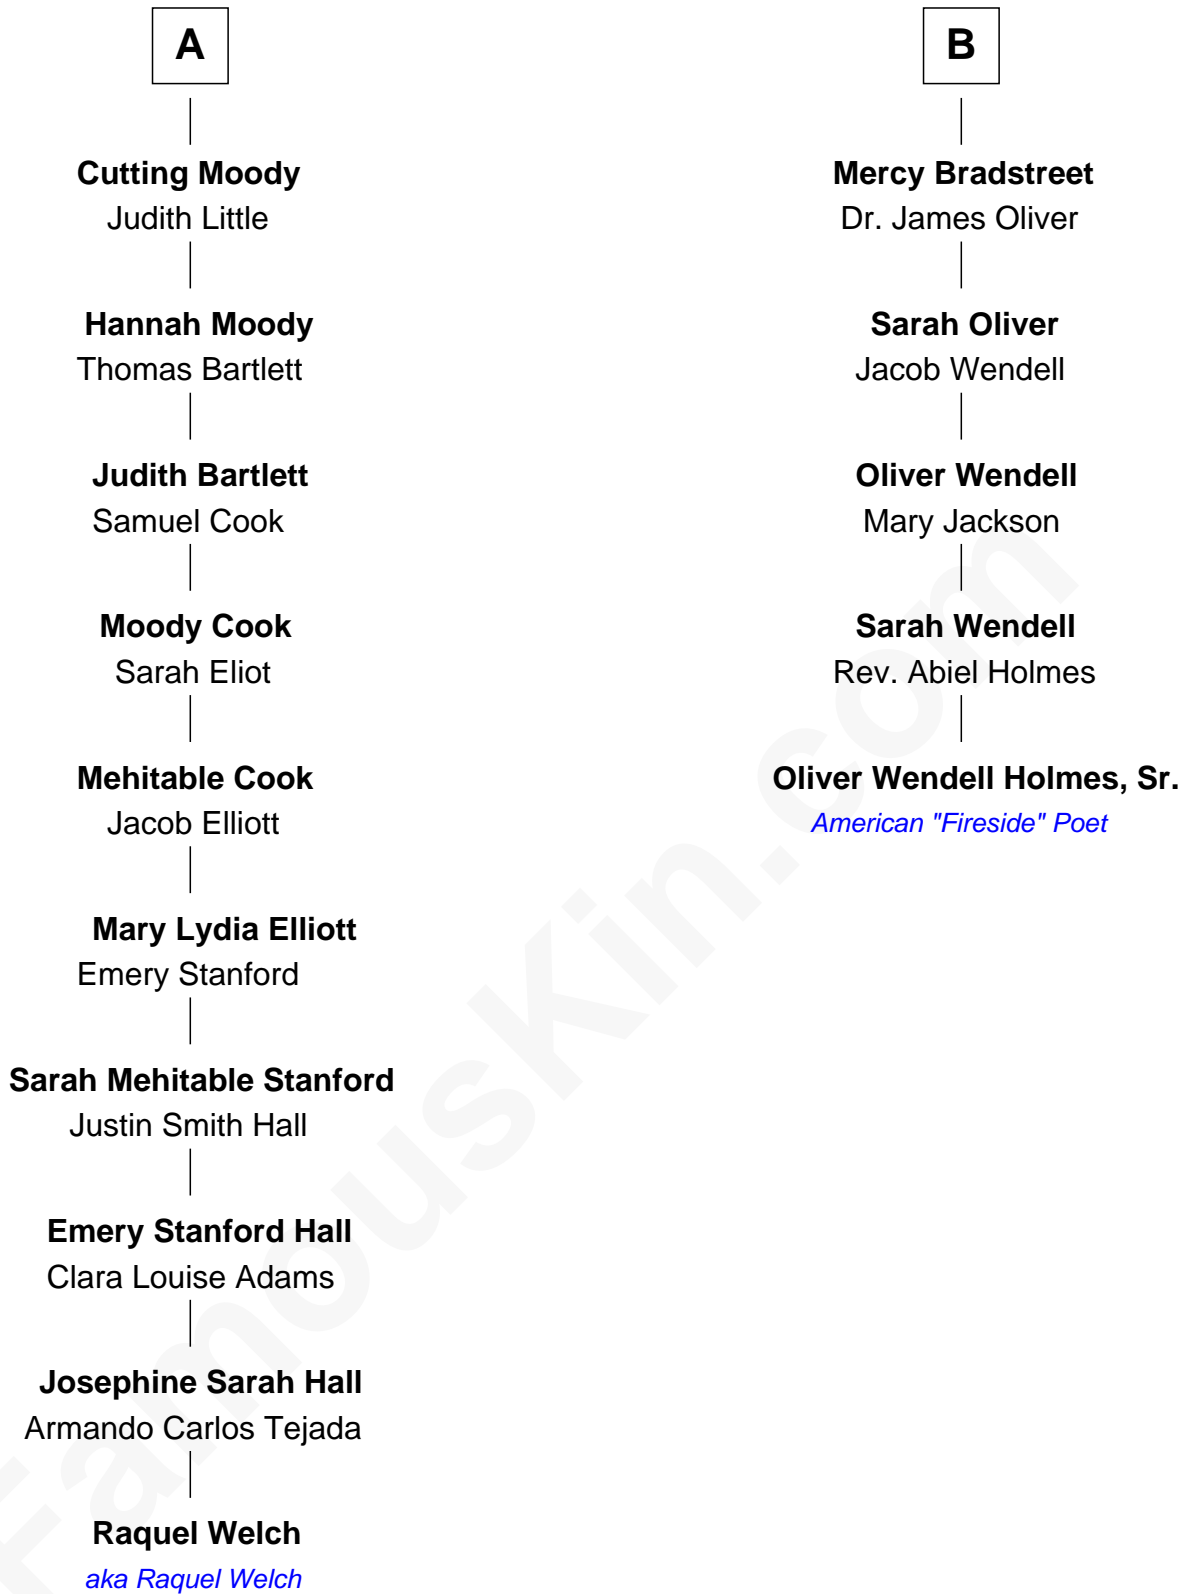 A
Cutting Moody
Judith Little
Hannah Moody
Thomas Bartlett
Judith Bartlett
Samuel Cook
Moody Cook
Sarah Eliot
Mehitable Cook
Jacob Elliott
Mary Lydia Elliott
Emery Stanford
Sarah Mehitable Stanford
Justin Smith Hall
Emery Stanford Hall
Clara Louise Adams
Josephine Sarah Hall
Armando Carlos Tejada
Raquel Welch
aka Raquel Welch
B
Mercy Bradstreet
Dr. James Oliver
Sarah Oliver
Jacob Wendell
Oliver Wendell
Mary Jackson
Sarah Wendell
Rev. Abiel Holmes
Oliver Wendell Holmes, Sr.
American "Fireside" Poet
FamousKin.com